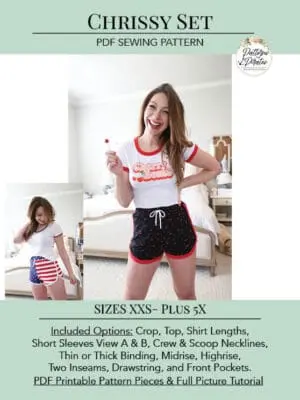 CHRISSY SET
PDF SEWING PATTERN
Patterns
Pirates
SIZES XXS- PLUS 5X
Included Options: Crop, Top, Shirt Lengths,
Short Sleeves View A & B, Crew & Scoop Necklines,
Thin or Thick Binding, Midrise, Highrise,
Two Inseams, Drawstring, and Front Pockets.
PDF Printable Pattern Pieces & Full Picture Tutorial